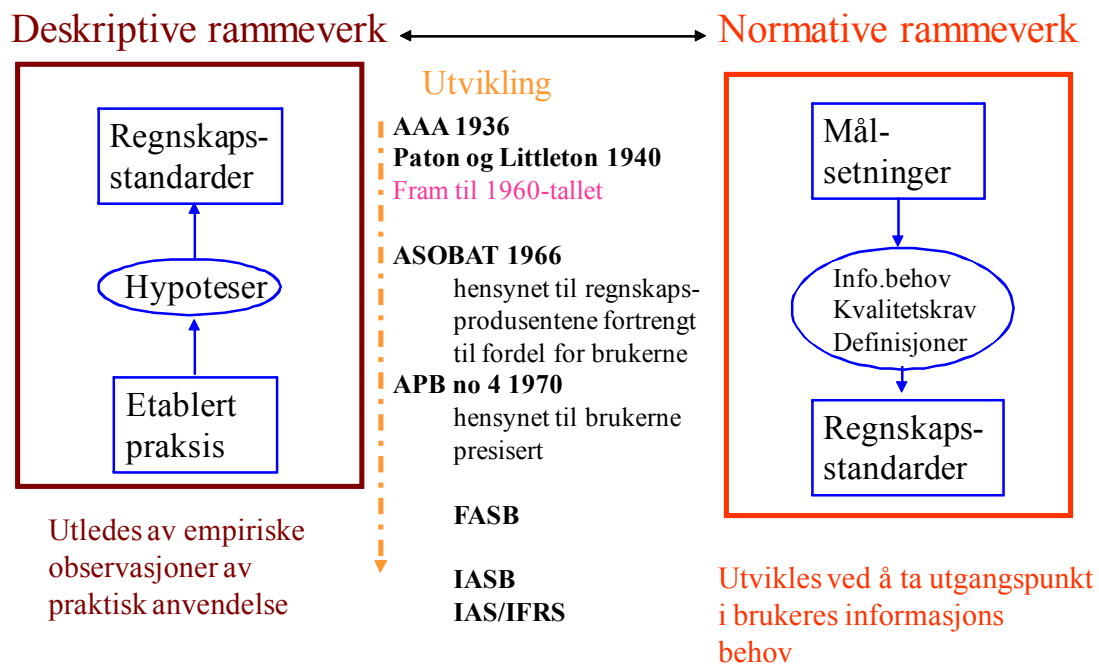 Deskriptive rammeverk
Normative rammeverk
Regnskaps-
standarder
Hypoteser
Etablert
praksis
Utledes av empiriske
observasjoner av
praktisk anvendelse
Utvikling
AAA 1936
Paton og Littleton 1940
Fram til 1960-tallet
ASOBAT 1966
hensynet til regnskaps-
produsentene fortrengt
til fordel for brukerne
APB no 4 1970
hensynet til brukerne
presisert
FASB
IASB
IAS/IFRS
Mål-
setninger
Info.behov
Kvalitetskrav
Definisjoner
Regnskaps-
standarder
Utvikles ved å ta utgangspunkt
i brukeres informasjons
behov